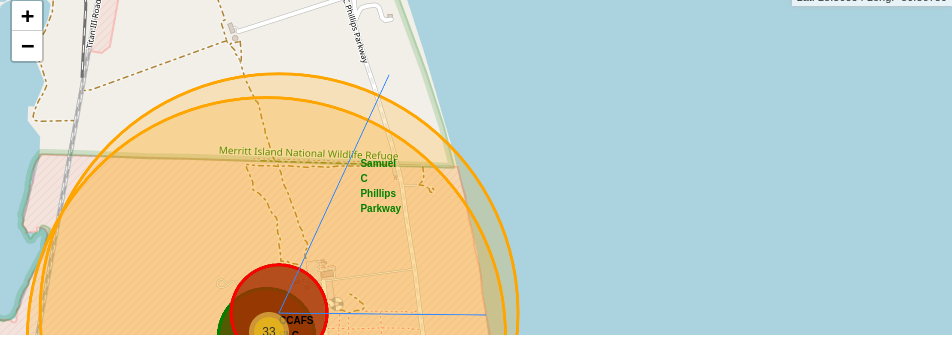 +
−
Titan III Road
Phillips Parkway
Merritt Island National Wildlife Refuge
Samuel
C
Phillips
Parkway
CCAFS
33